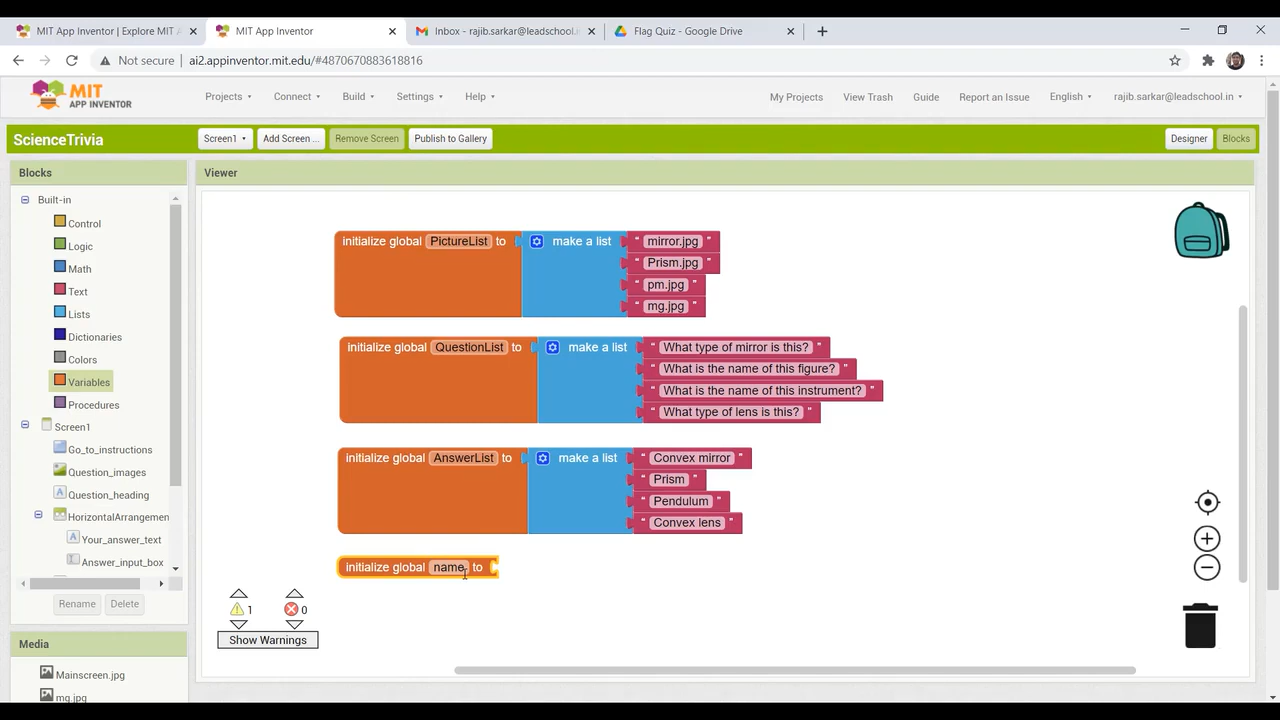 MIT App Inventor | Explore MIT A
MIT App Inventor
Inbox - rajib.sarkar@leadschool.i
Flag Quiz - Google Drive
Not secure
ai2.appinventor.mit.edu/#4870670883618816
MIT
APP INVENTOR
Projects
Connect
Build
Settings
Help
My Projects
View Trash
Guide
Report an Issue
English
rajib.sarkar@leadschool.in
ScienceTrivia
Screen1
Add Screen ...
Remove Screen
Publish to Gallery
Designer
Blocks
Blocks
Viewer
Built-in
Control
Logic
Math
Text
Lists
Dictionaries
Colors
Variables
Procedures
Screen1
Go_to_instructions
Question_images
Question_heading
HorizontalArrangemen
Your_answer_text
Answer_input_box
Rename
Delete
Media
Mainscreen.jpg
mg.jpg
initialize global PictureList to make a list " mirror.jpg "
" Prism.jpg "
" pm.jpg "
" mg.jpg "
initialize global QuestionList to make a list " What type of mirror is this? "
" What is the name of this figure? "
" What is the name of this instrument? "
" What type of lens is this? "
initialize global AnswerList to make a list " Convex mirror "
" Prism "
" Pendulum "
" Convex lens "
initialize global name to
1
0
Show Warnings